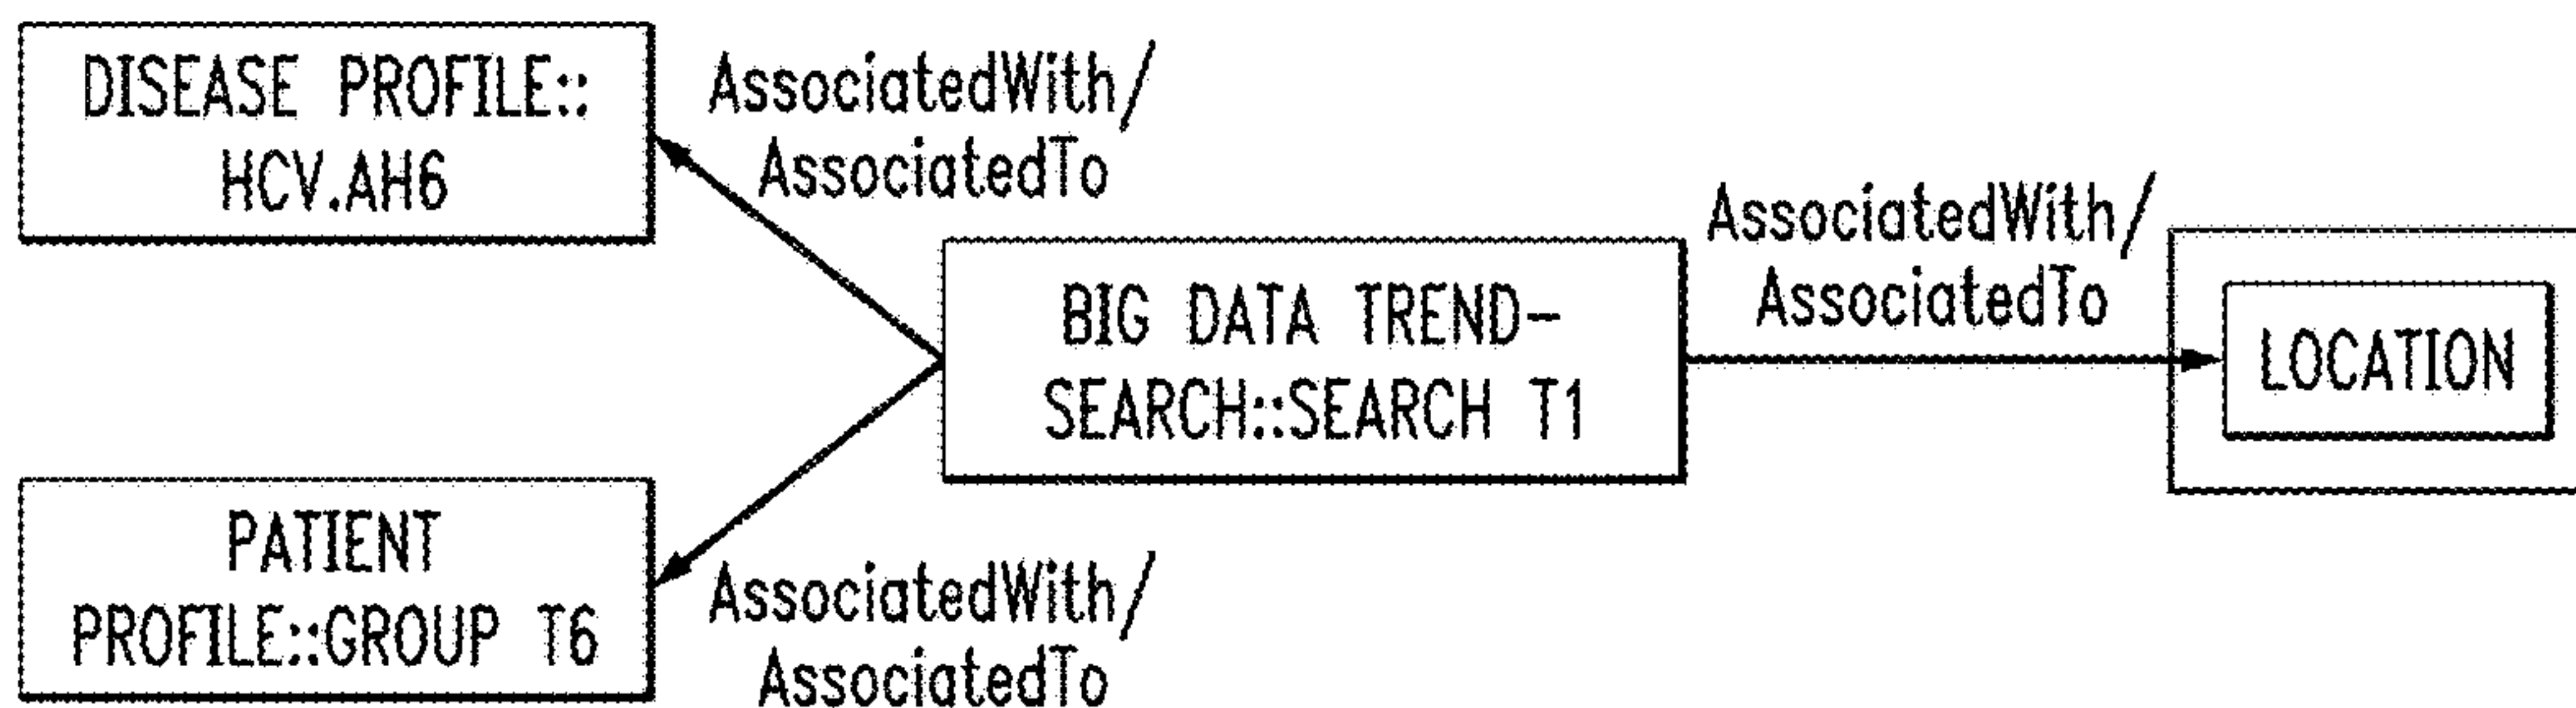 DISEASE PROFILE::
HCV.AH6
AssociatedWith/
AssociatedTo
AssociatedWith/
AssociatedTo
BIG DATA TREND-
SEARCH::SEARCH T1
LOCATION
PATIENT
PROFILE::GROUP T6
AssociatedWith/
AssociatedTo